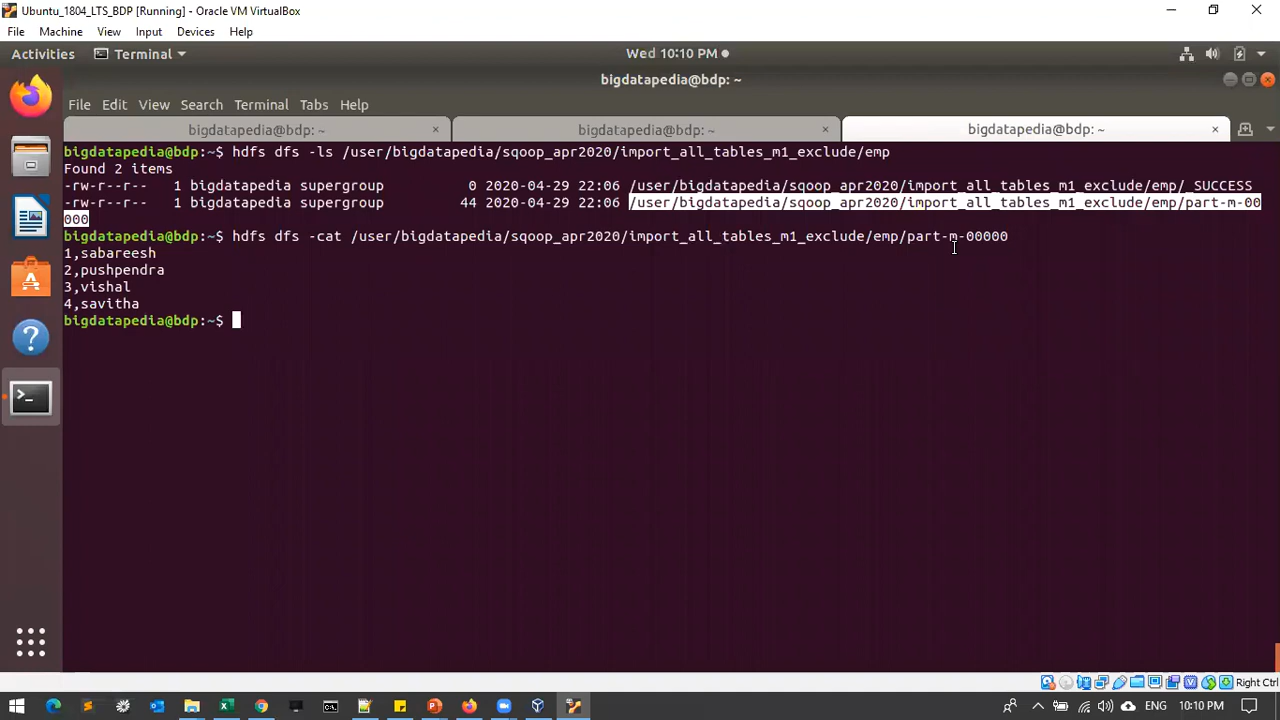 Ubuntu_1804_LTS_BDP [Running] - Oracle VM VirtualBox
File Machine View Input Devices Help
Activities Terminal Wed 10:10 PM
bigdatapedia@bdp: ~
File Edit View Search Terminal Tabs Help
bigdatapedia@bdp: ~ × bigdatapedia@bdp: ~ × bigdatapedia@bdp: ~ ×
bigdatapedia@bdp:~$ hdfs dfs -ls /user/bigdatapedia/sqoop_apr2020/import_all_tables_m1_exclude/emp
Found 2 items
-rw-r--r-- 1 bigdatapedia supergroup 0 2020-04-29 22:06 /user/bigdatapedia/sqoop_apr2020/import_all_tables_m1_exclude/emp/_SUCCESS
-rw-r--r-- 1 bigdatapedia supergroup 44 2020-04-29 22:06 /user/bigdatapedia/sqoop_apr2020/import_all_tables_m1_exclude/emp/part-m-00
000
bigdatapedia@bdp:~$ hdfs dfs -cat /user/bigdatapedia/sqoop_apr2020/import_all_tables_m1_exclude/emp/part-m-00000
1,sabareesh
2,pushpendra
3,vishal
4,savitha
bigdatapedia@bdp:~$
Right Ctrl
ENG 10:10 PM